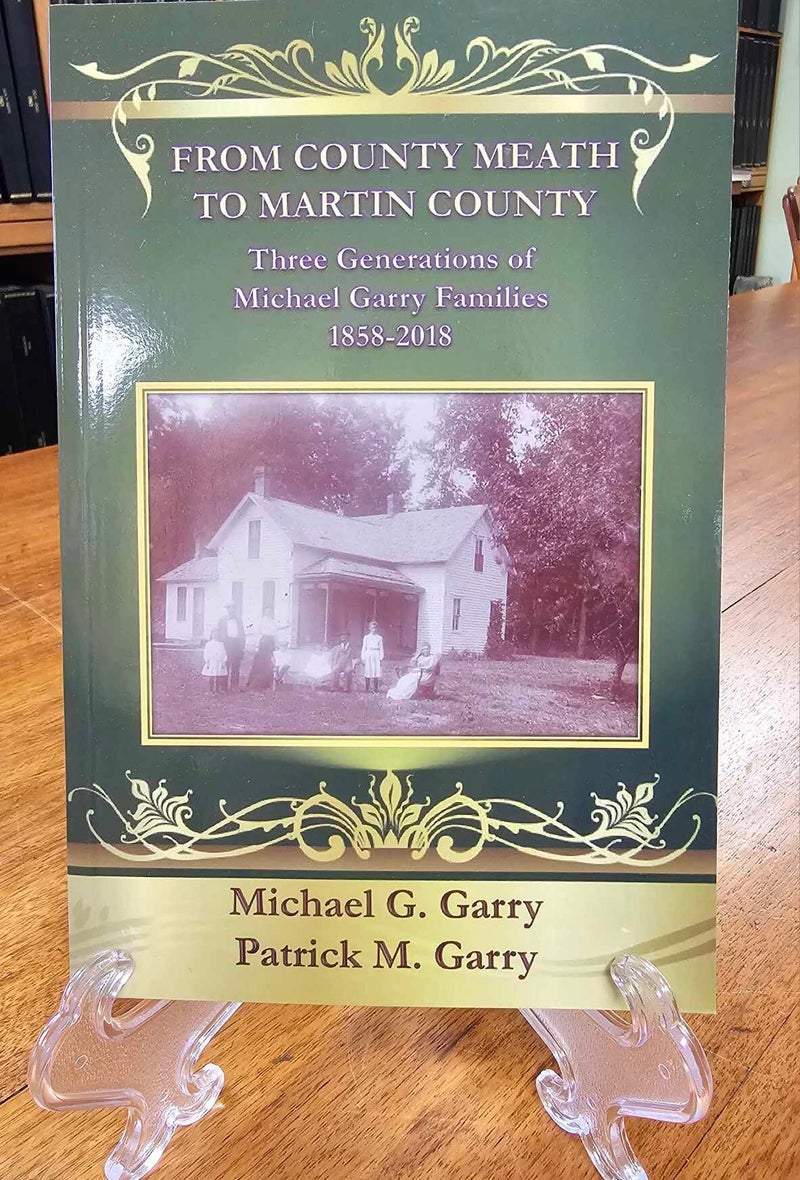 FROM COUNTY MEATH
TO MARTIN COUNTY
Three Generations of
Michael Garry Families
1858-2018
Michael G. Garry
Patrick M. Garry